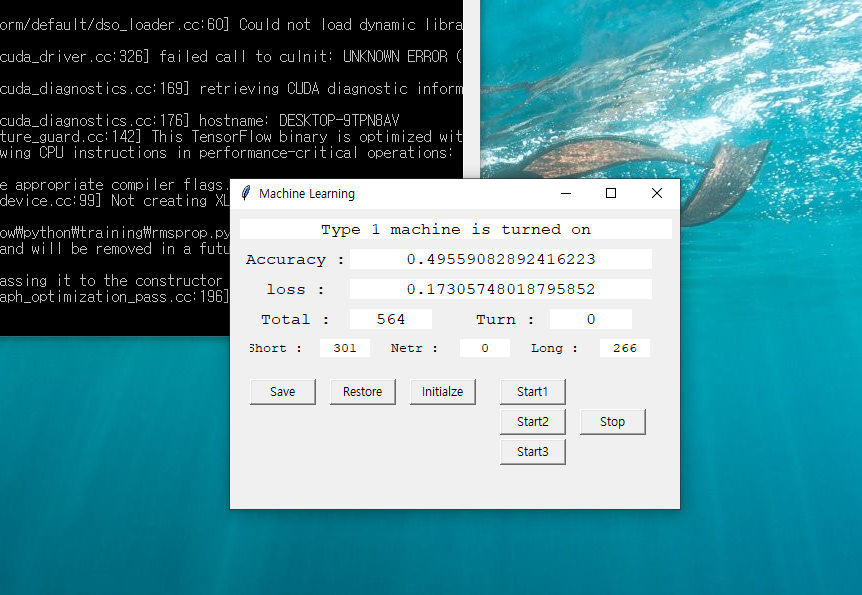 orm/default/dso_loader.cc:60] Could not load dynamic libra
cuda_driver.cc:326] failed call to cuInit: UNKNOWN ERROR (
cuda_diagnostics.cc:169] retrieving CUDA diagnostic inform
cuda_diagnostics.cc:176] hostname: DESKTOP-9TPN8AV
ture_guard.cc:142] This TensorFlow binary is optimized wit
wing CPU instructions in performance-critical operations:
e appropriate compiler flags.
device.cc:99] Not creating XL
ow₩python₩training₩rmsprop.py
and will be removed in a futu
assing it to the constructor
aph_optimization_pass.cc:196]
Machine Learning
Type 1 machine is turned on
Accuracy : 0.49559082892416223
loss : 0.17305748018795852
Total : 564 Turn : 0
Short : 301 Netr : 0 Long : 266
Save Restore Initialze Start1
Start2 Stop
Start3